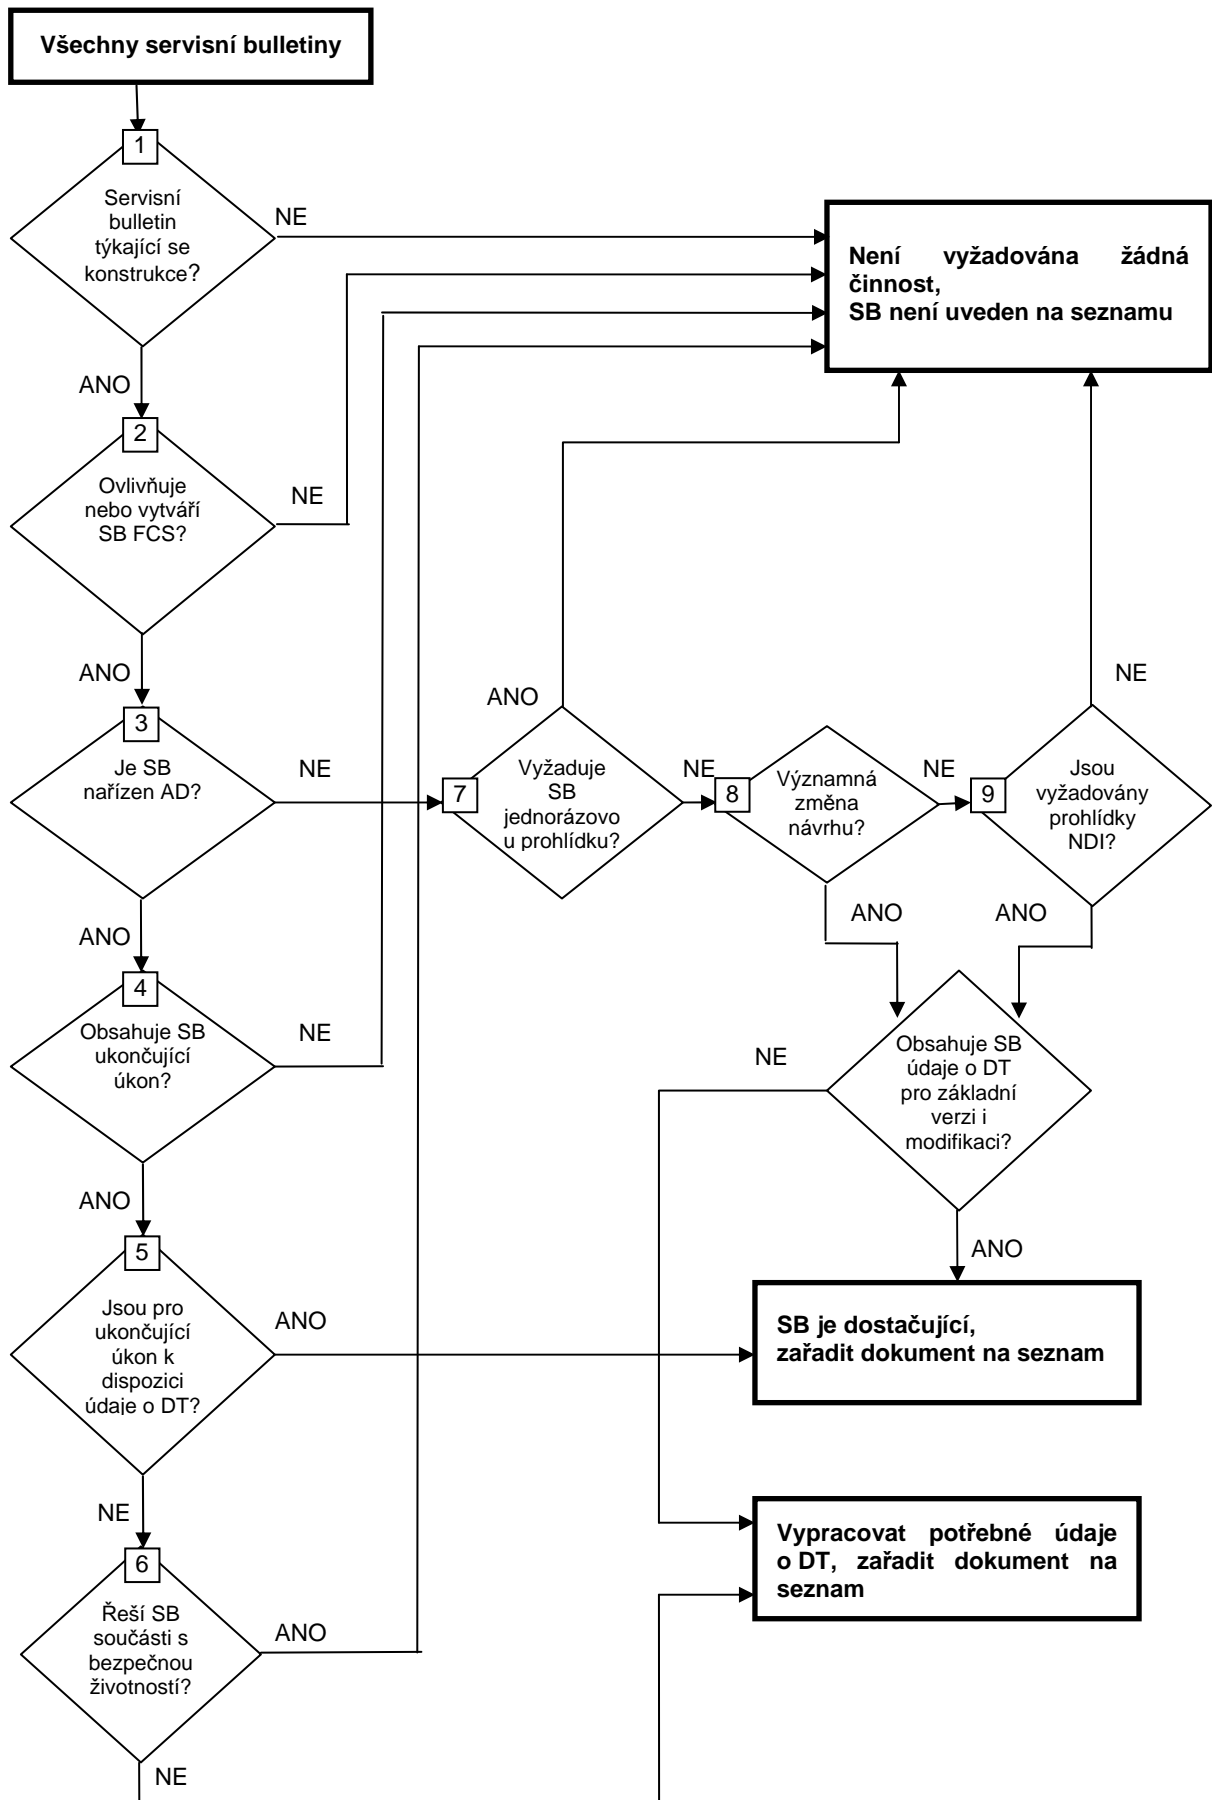 Všechny servisní bulletiny
1
Servisní
bulletin
týkající se
konstrukce?
NE
Není vyžadována žádná
činnost,
SB není uveden na seznamu
ANO
2
Ovlivňuje
nebo vytváří
SB FCS?
NE
ANO
3
Je SB
nařízen AD?
NE
ANO
7
Vyžaduje
SB
jednorázovo
u prohlídku?
NE
8
Významná
změna
návrhu?
NE
9
Jsou
vyžadovány
prohlídky
NDI?
NE
ANO
ANO
ANO
4
Obsahuje SB
ukončující
úkon?
NE
NE
Obsahuje SB
údaje o DT
pro základní
verzi i
modifikaci?
ANO
ANO
5
Jsou pro
ukončující
úkon k
dispozici
údaje o DT?
ANO
SB je dostačující,
zařadit dokument na seznam
NE
Vypracovat potřebné údaje
o DT, zařadit dokument na
seznam
6
Řeší SB
součásti s
bezpečnou
životností?
ANO
NE